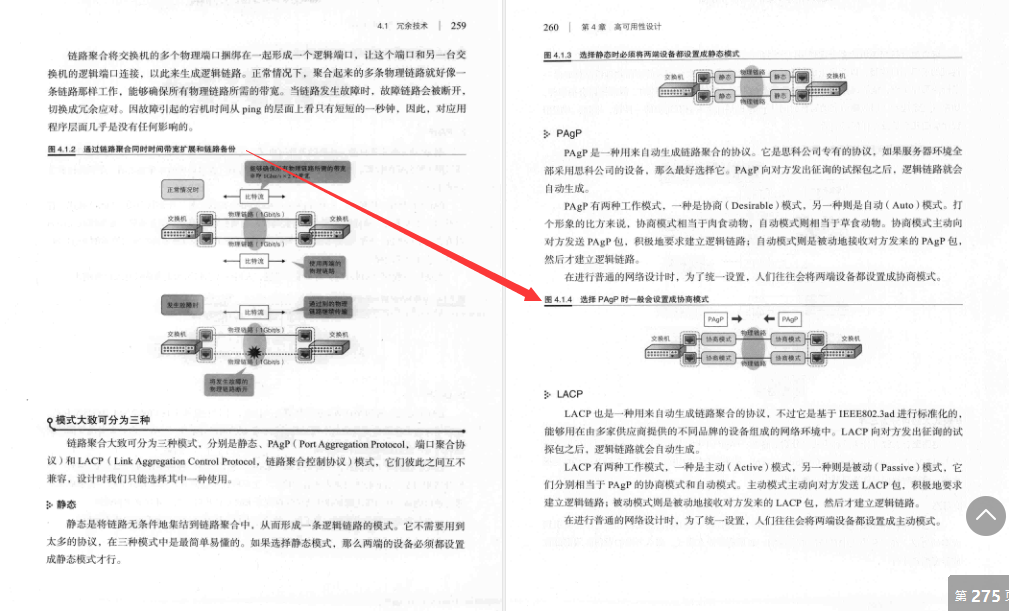 4.1 冗余技术 | 259
链路聚合将交换机的多个物理端口捆绑在一起形成一个逻辑端口，让这个端口和另一台交
换机的逻辑端口连接，以此来生成逻辑链路。正常情况下，聚合起来的多条物理链路就好像一
条链路那样工作，能够确保所有物理链路所需的带宽。当链路发生故障时，故障链路会被断开，
切换成冗余应对。因故障引起的宕机时间从 ping 的层面上看只有短短的一秒钟，因此，对应用
程序层面几乎是没有任何影响的。
图 4.1.2 通过链路聚合同时时间带宽扩展和链路备份
能够确保所有物理链路所需的带宽
正常情况时
比特流
交换机
物理链路（1Gbit/s）
交换机
物理链路（1Gbit/s）
比特流
使用两端的
物理链路
发生故障时
比特流
通过别的物理
链路继续传输
交换机
物理链路（1Gbit/s）
交换机
物理链路（1Gbit/s）
将发生故障的
物理链路断开
模式大致可分为三种
链路聚合大致可分为三种模式，分别是静态、PAgP（Port Aggregation Protocol，端口聚合协
议）和 LACP（Link Aggregation Control Protocol，链路聚合控制协议）模式，它们彼此之间互不
兼容，设计时我们只能选择其中一种使用。
静态
静态是将链路无条件地集结到链路聚合中，从而形成一条逻辑链路的模式。它不需要用到
太多的协议，在三种模式中是最简单易懂的。如果选择静态模式，那么两端的设备必须都设置
成静态模式才行。
260 | 第 4 章 高可用性设计
图 4.1.3 选择静态时必须将两端设备都设置成静态模式
交换机
静态
物理链路
静态
交换机
静态
物理链路
静态
PAgP
PAgP 是一种用来自动生成链路聚合的协议。它是思科公司专有的协议，如果服务器环境全
部采用思科公司的设备，那么最好选择它。PAgP 向对方发出征询的试探包之后，逻辑链路就会
自动生成。
PAgP 有两种工作模式，一种是协商（Desirable）模式，另一种则是自动（Auto）模式。打
个形象的比方来说，协商模式相当于肉食动物，自动模式则相当于草食动物。协商模式主动向
对方发送 PAgP 包，积极地要求建立逻辑链路；自动模式则是被动地接收对方发来的 PAgP 包，
然后才建立逻辑链路。
在进行普通的网络设计时，为了统一设置，人们往往会将两端设备都设置成协商模式。
图 4.1.4 选择 PAgP 时一般会设置成协商模式
PAgP
PAgP
交换机
协商模式
物理链路
协商模式
交换机
协商模式
物理链路
协商模式
LACP
LACP 也是一种用来自动生成链路聚合的协议，不过它是基于 IEEE802.3ad 进行标准化的，
能够用在由多家供应商提供的不同品牌的设备组成的网络环境中。LACP 向对方发出征询的试
探包之后，逻辑链路就会自动生成。
LACP 有两种工作模式，一种是主动（Active）模式，另一种则是被动（Passive）模式，它
们分别相当于 PAgP 的协商模式和自动模式。主动模式主动向对方发送 LACP 包，积极地要求
建立逻辑链路；被动模式则是被动地接收对方发来的 LACP 包，然后才建立逻辑链路。
在进行普通的网络设计时，为了统一设置，人们往往会将两端设备都设置成主动模式。
第 275